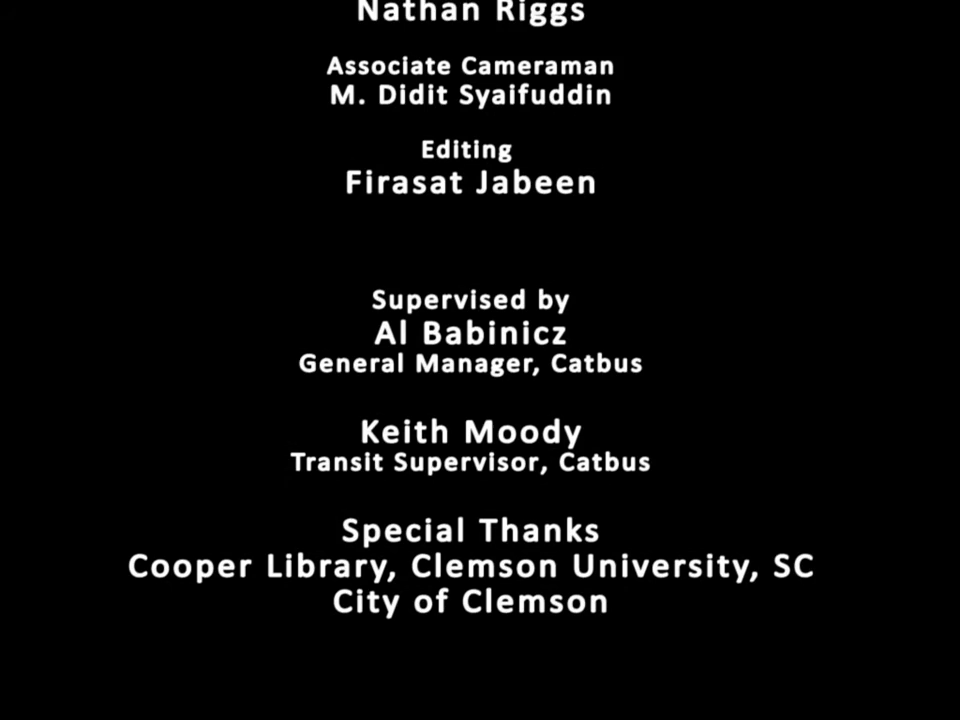 Nathan Riggs
Associate Cameraman
M. Didit Syaifuddin
Editing
Firasat Jabeen
Supervised by
Al Babinicz
General Manager, Catbus
Keith Moody
Transit Supervisor, Catbus
Special Thanks
Cooper Library, Clemson University, SC
City of Clemson